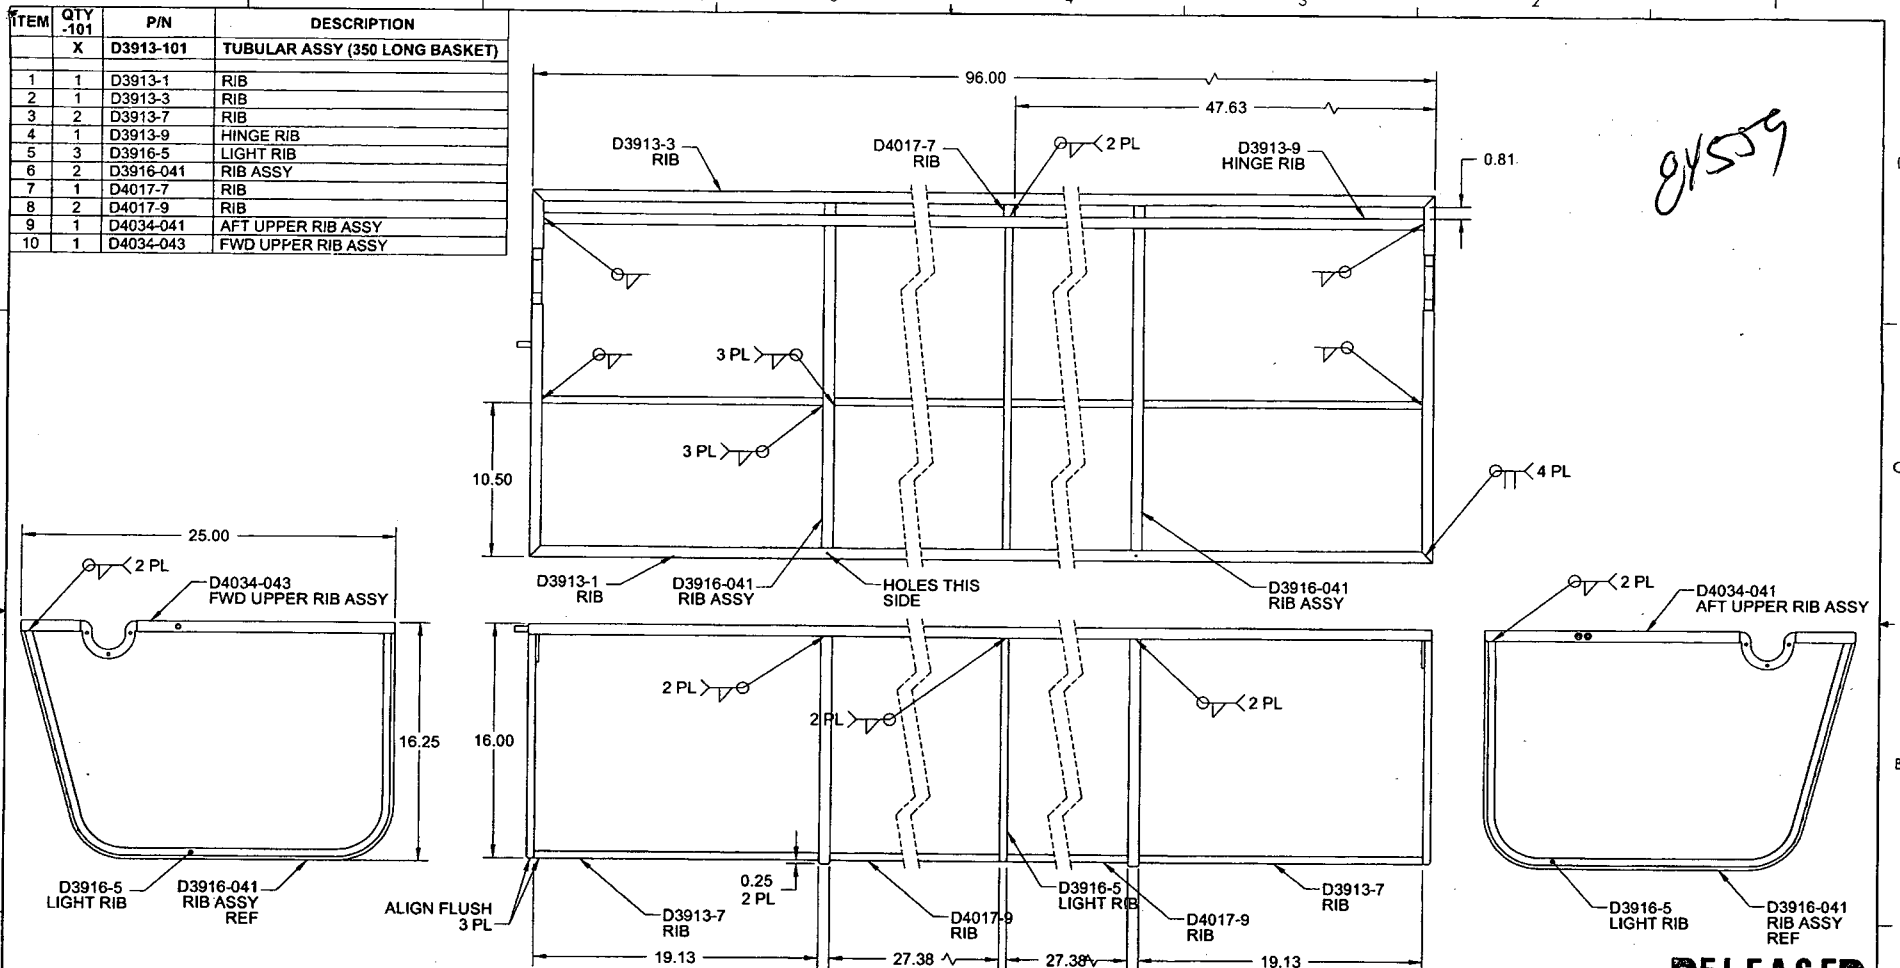 ITEM QTY -101 P/N DESCRIPTION
X D3913-101 TUBULAR ASSY (350 LONG BASKET)
1 1 D3913-1 RIB
2 1 D3913-3 RIB
3 2 D3913-7 RIB
4 1 D3913-9 HINGE RIB
5 3 D3916-5 LIGHT RIB
6 2 D3916-041 RIB ASSY
7 1 D4017-7 RIB
8 2 D4017-9 RIB
9 1 D4034-041 AFT UPPER RIB ASSY
10 1 D4034-043 FWD UPPER RIB ASSY
4
3
2
1
96.00
47.63
D3913-3
RIB
D4017-7
RIB
2 PL
D3913-9
HINGE RIB
0.81
3 PL
3 PL
10.50
4 PL
C
D3913-1
RIB
D3916-041
RIB ASSY
HOLES THIS
SIDE
D3916-041
RIB ASSY
25.00
2 PL
D4034-043
FWD UPPER RIB ASSY
16.25
D3916-5
LIGHT RIB
D3916-041
RIB ASSY
REF
16.00
2 PL
2 PL
2 PL
0.25
2 PL
ALIGN FLUSH
3 PL
D3913-7
RIB
D4017-9
RIB
D3916-5
LIGHT RIB
D4017-9
RIB
D3913-7
RIB
19.13
27.38
27.38
19.13
2 PL
D4034-041
AFT UPPER RIB ASSY
B
D3916-5
LIGHT RIB
D3916-041
RIB ASSY
REF
RELEASED